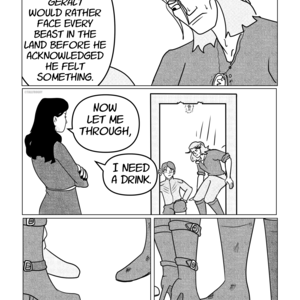 GERALT
WOULD RATHER
FACE EVERY
BEAST IN THE
LAND BEFORE HE
ACKNOWLEDGED
HE FELT
SOMETHING.
NOW
LET ME
THROUGH,
I NEED
A DRINK.